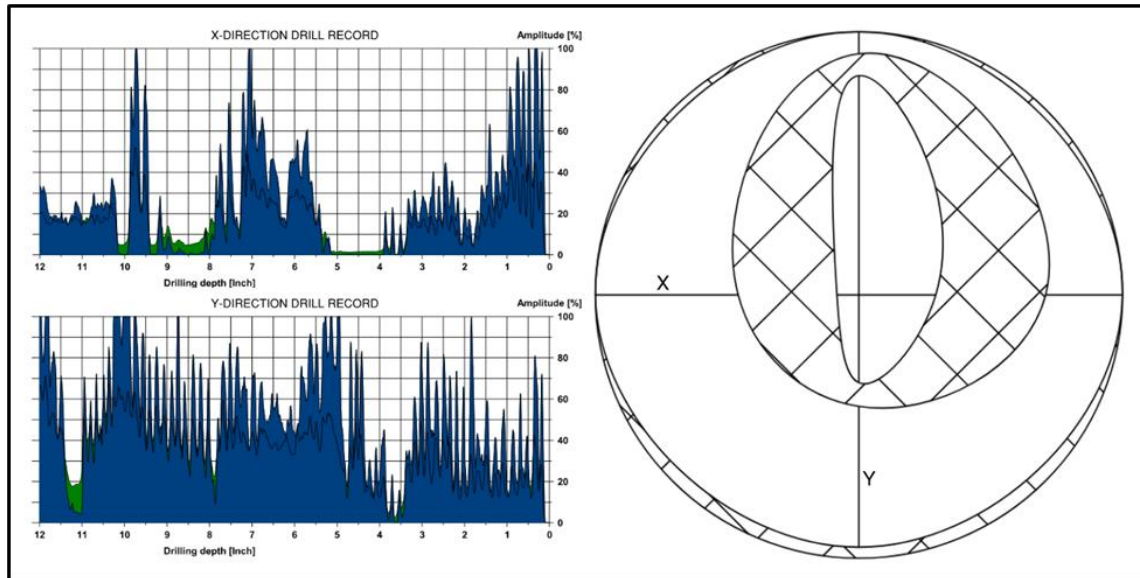 X-DIRECTION DRILL RECORD
Amplitude [%]
100
80
60
40
20
0
12 11 10 9 8 7 6 5 4 3 2 1 0
Drilling depth [Inch]
Y-DIRECTION DRILL RECORD
Amplitude [%]
100
80
60
40
20
0
12 11 10 9 8 7 6 5 4 3 2 1 0
Drilling depth [Inch]
X
Y